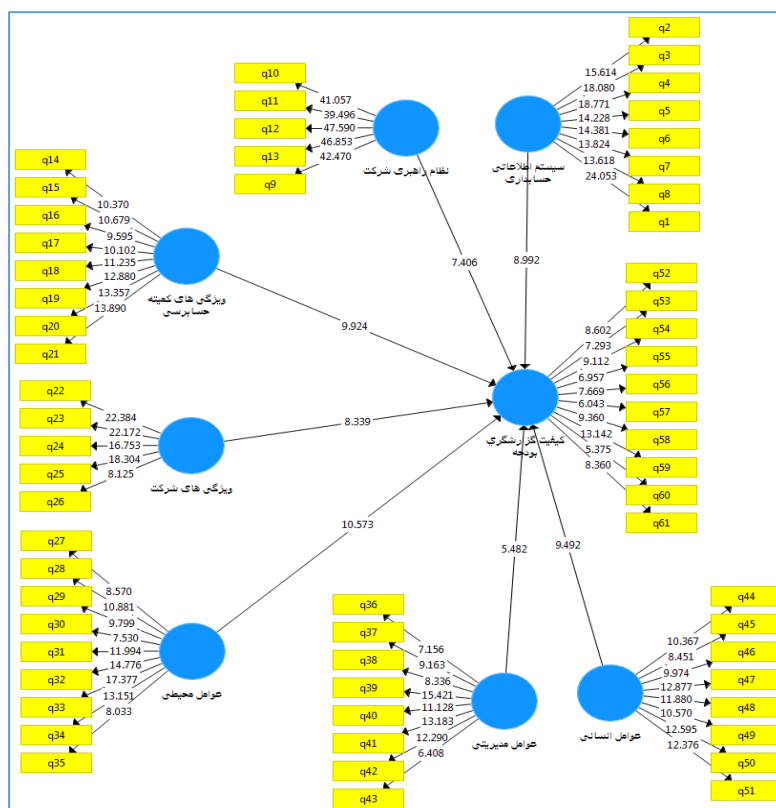 q2
q3
q4
q5
q6
q7
q8
q1
15.614
18.080
18.771
14.228
14.381
13.824
13.618
24.053
سیستم اطلاعاتی
حسابداری
q10
q11
q12
q13
q9
41.057
39.496
47.590
46.853
42.470
نظام راهبری شرکت
q14
q15
q16
q17
q18
q19
q20
q21
10.370
10.679
9.595
10.102
11.235
12.880
13.357
13.890
ویژگی های کمیته
حسابرسی
7.406
8.992
9.924
q52
q53
q54
q55
q56
q57
q58
q59
q60
q61
8.602
7.293
9.112
6.957
7.669
6.043
9.360
13.142
5.375
8.360
کیفیت گزارشگری
بودجه
q22
q23
q24
q25
q26
22.384
22.172
16.753
18.304
8.125
ویژگی های شرکت
8.339
q27
q28
q29
q30
q31
q32
q33
q34
q35
8.570
10.881
9.799
7.530
11.994
14.776
17.377
13.151
8.033
عوامل محیطی
10.573
5.482
9.492
q36
q37
q38
q39
q40
q41
q42
q43
7.156
9.163
8.336
15.421
11.128
13.183
12.290
6.408
عوامل مدیریتی
q44
q45
q46
q47
q48
q49
q50
q51
10.367
8.451
9.974
12.877
11.880
10.570
12.595
12.376
عوامل انسانی